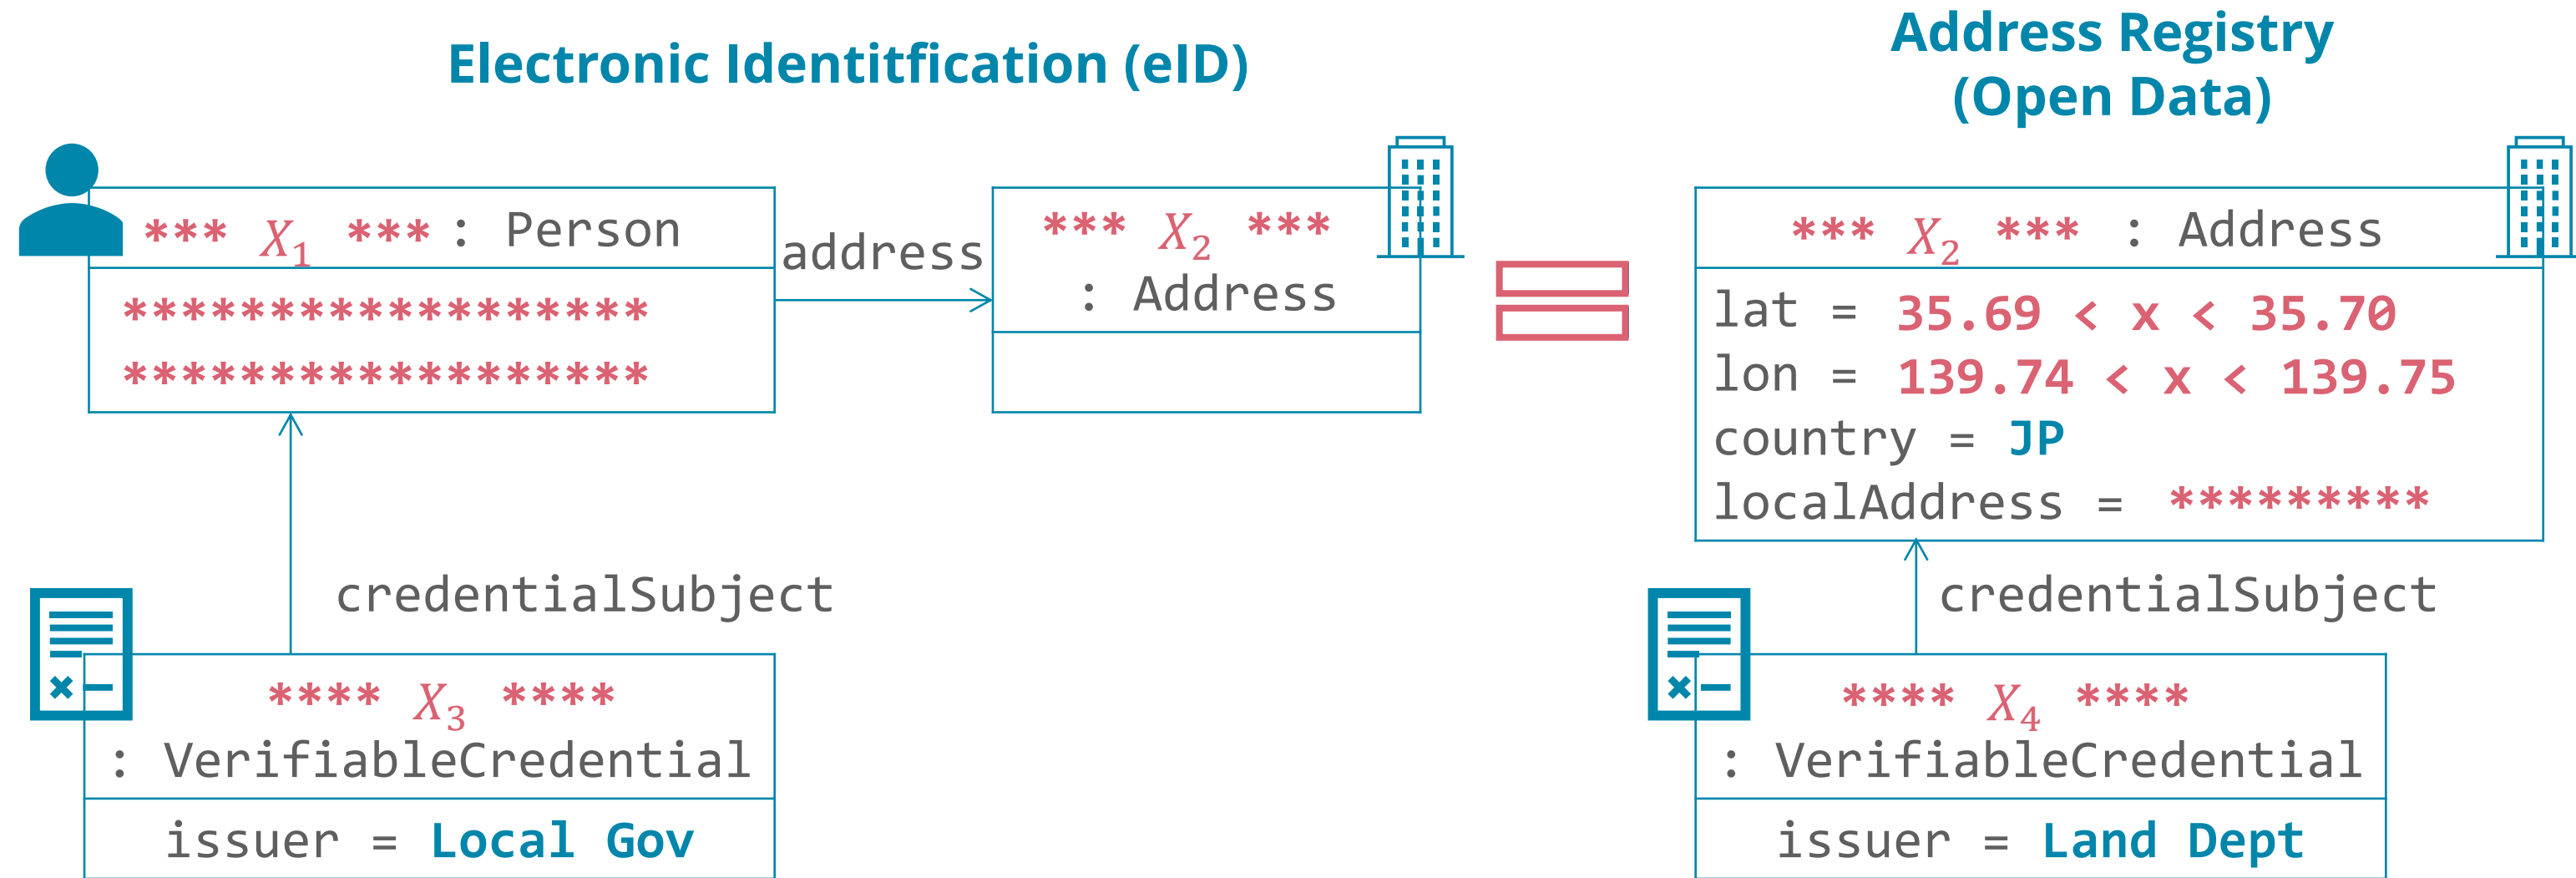 Electronic Identitfication (eID)
*** X₁ *** : Person
******************
******************
address
*** X₂ ***
: Address
credentialSubject
**** X₃ ****
: VerifiableCredential
issuer = Local Gov
Address Registry
(Open Data)
*** X₂ *** : Address
lat = 35.69 < x < 35.70
lon = 139.74 < x < 139.75
country = JP
localAddress = *********
credentialSubject
**** X₄ ****
: VerifiableCredential
issuer = Land Dept